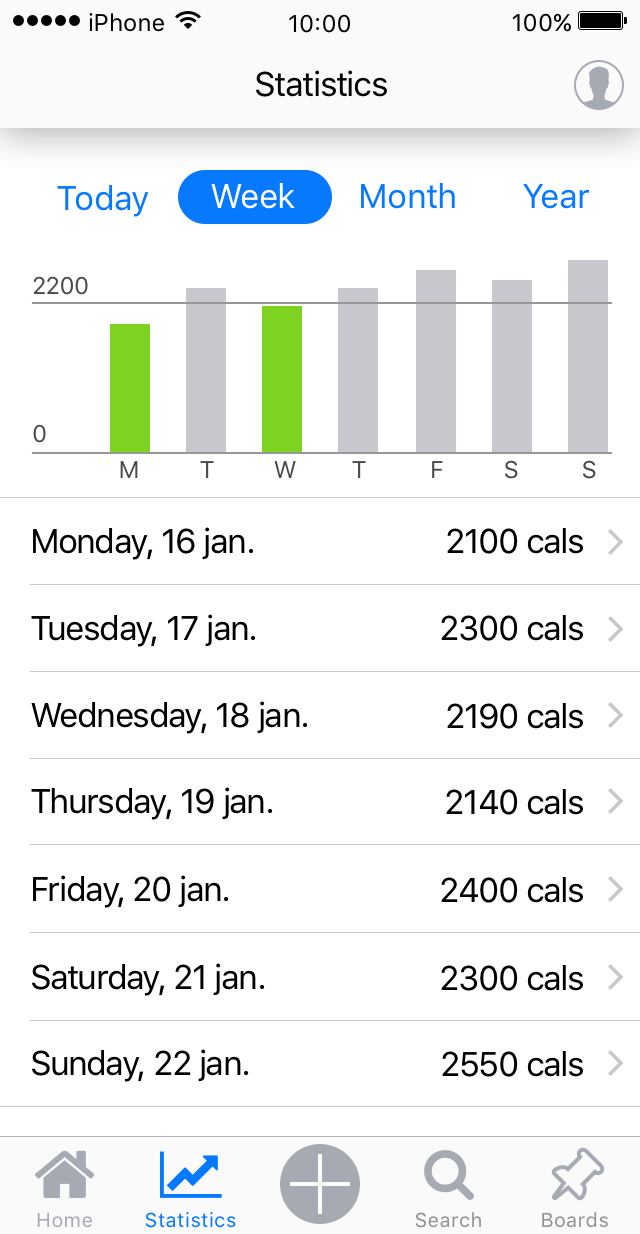 iPhone 10:00 100%
Statistics
Today Week Month Year
2200
0
M T W T F S S
Monday, 16 jan. 2100 cals
Tuesday, 17 jan. 2300 cals
Wednesday, 18 jan. 2190 cals
Thursday, 19 jan. 2140 cals
Friday, 20 jan. 2400 cals
Saturday, 21 jan. 2300 cals
Sunday, 22 jan. 2550 cals
Home Statistics Search Boards